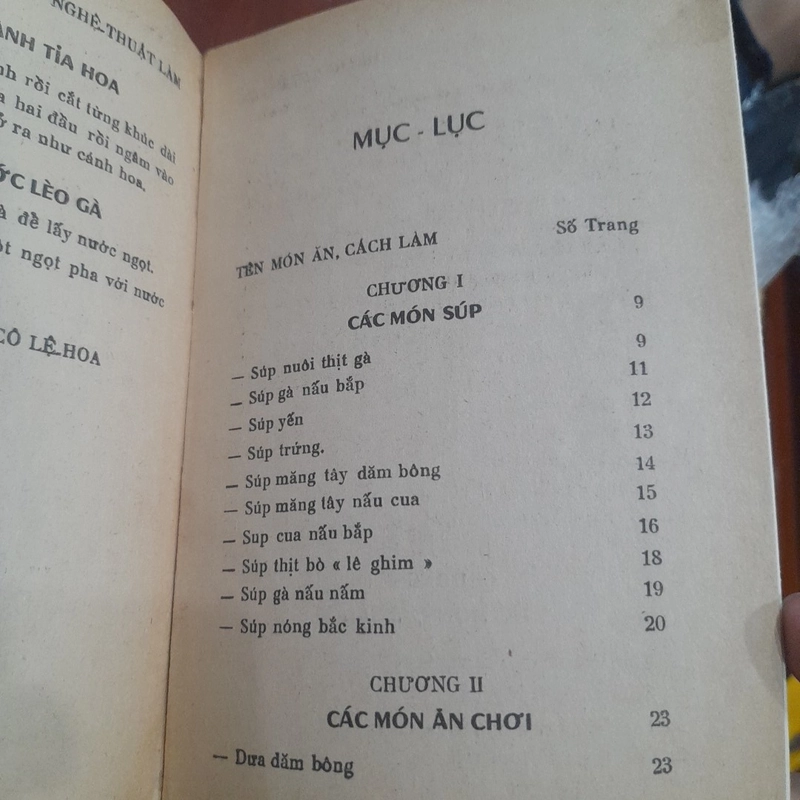 NGHỆ-THUẬT LÀM
TỈA HOA
rồi cắt từng khúc dài
hai đầu rồi ngâm vào
ra như cánh hoa.
LÈO GÀ
đề lấy nước ngọt.
ngọt pha với nước
CÔ LỆ-HOA
MỤC - LỤC
TÊN MÓN ĂN, CÁCH LÀM Số Trang
CHƯƠNG I
CÁC MÓN SÚP 9
— Súp nuôi thịt gà 9
— Súp gà nấu bắp 11
— Súp yến 12
— Súp trứng. 13
— Súp măng tây dăm bông 14
— Súp măng tây nấu cua 15
— Sup cua nấu bắp 16
— Súp thịt bò « lê ghim » 18
— Súp gà nấu nấm 19
— Súp nóng bắc kinh 20
CHƯƠNG II
CÁC MÓN ĂN CHƠI 23
— Dưa dăm bông 23